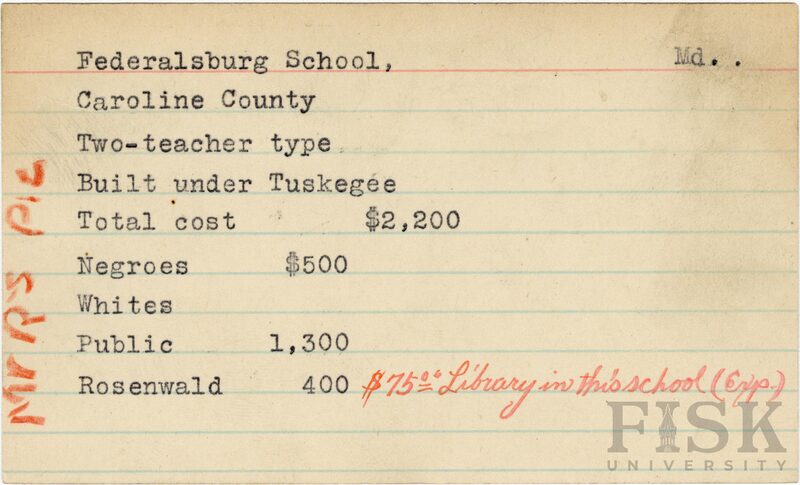 Federalsburg School, Md. .
Caroline County
Two-teacher type
Built under Tuskegee
Total cost $2,200
Negroes $500
Whites
Public 1,300
Rosenwald 400 $75.00 Library in this school (Exp.)
Mr R's Pic
FISK
UNIVERSITY